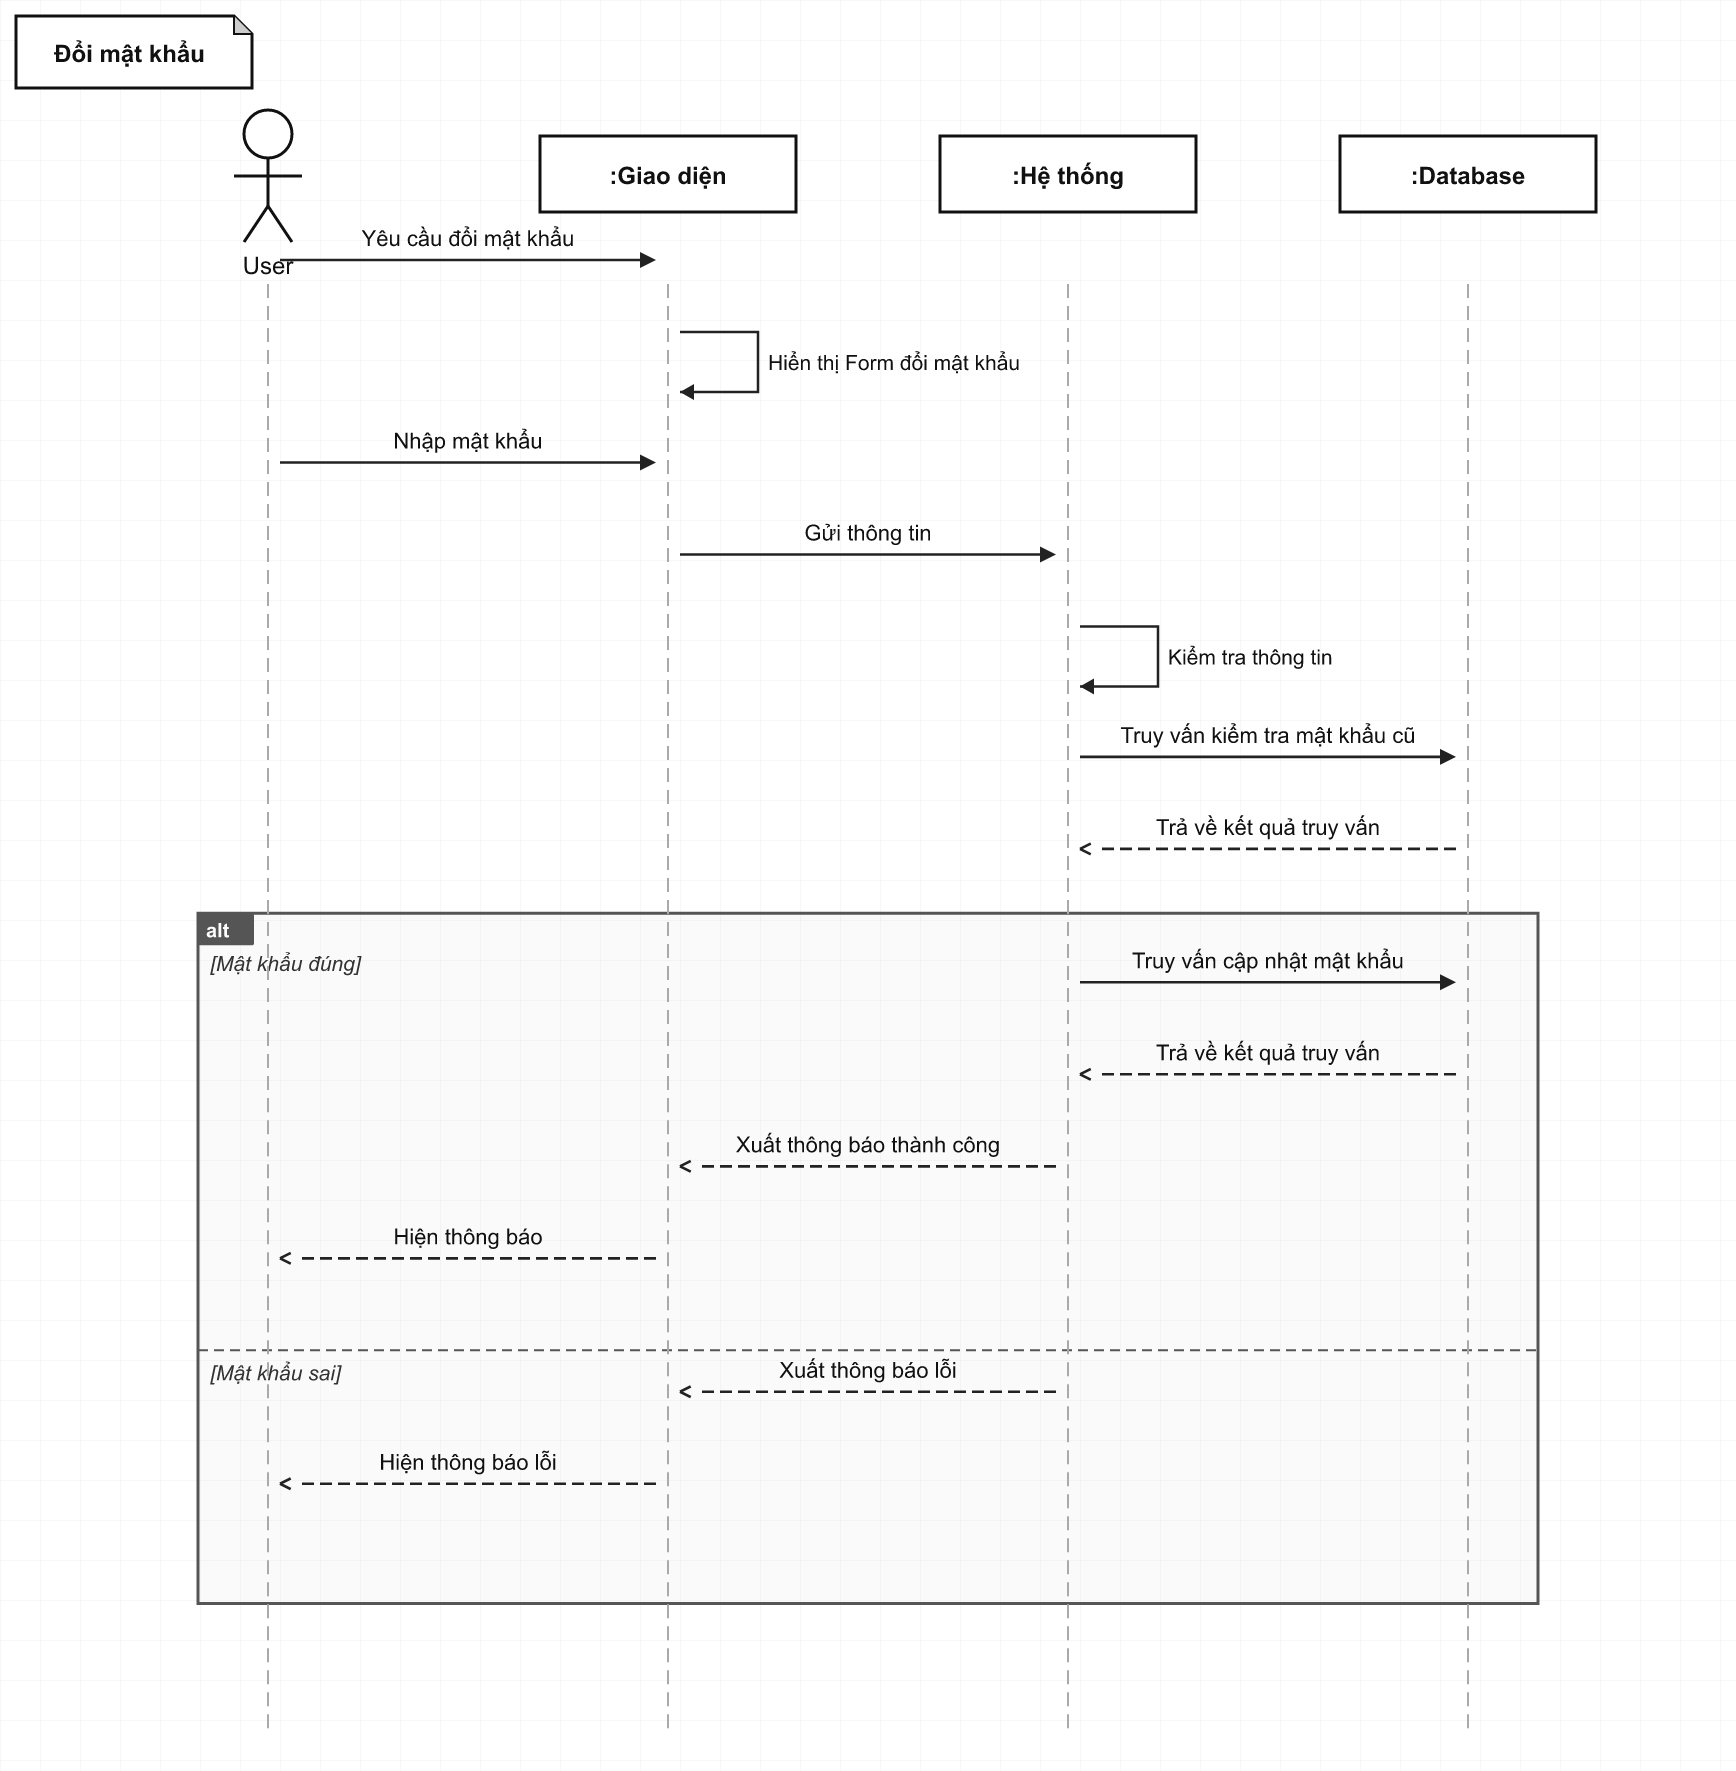 Đổi mật khẩu
:Giao diện
:Hệ thống
:Database
User
Yêu cầu đổi mật khẩu
Hiển thị Form đổi mật khẩu
Nhập mật khẩu
Gửi thông tin
Kiểm tra thông tin
Truy vấn kiểm tra mật khẩu cũ
Trả về kết quả truy vấn
alt
[Mật khẩu đúng]
Truy vấn cập nhật mật khẩu
Trả về kết quả truy vấn
Xuất thông báo thành công
Hiện thông báo
[Mật khẩu sai]
Xuất thông báo lỗi
Hiện thông báo lỗi